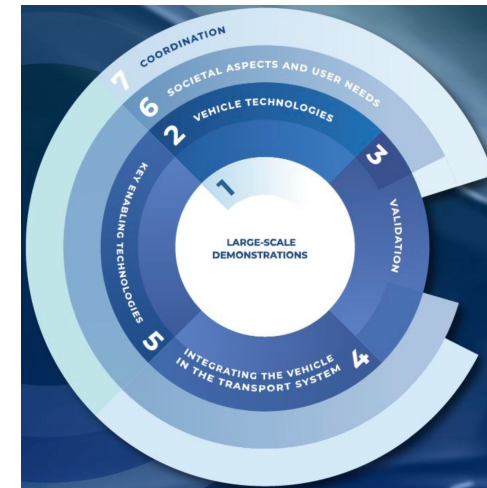 7 COORDINATION
6 SOCIETAL ASPECTS AND USER NEEDS
2 VEHICLE TECHNOLOGIES
3 VALIDATION
1
LARGE-SCALE
DEMONSTRATIONS
5 KEY ENABLING TECHNOLOGIES
4 INTEGRATING THE VEHICLE
IN THE TRANSPORT SYSTEM